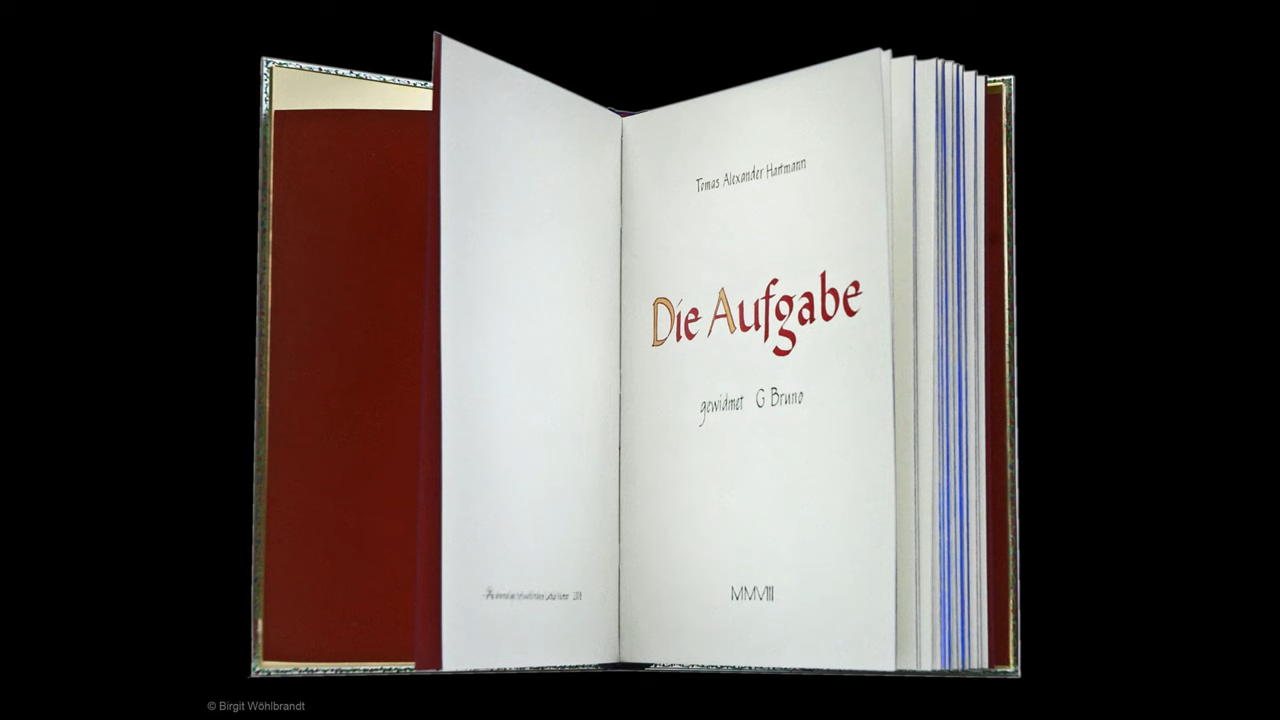 Tomas Alexander Hartmann
Die Aufgabe
gewidmet G Bruno
MMVIII
© Birgit Wöhlbrandt